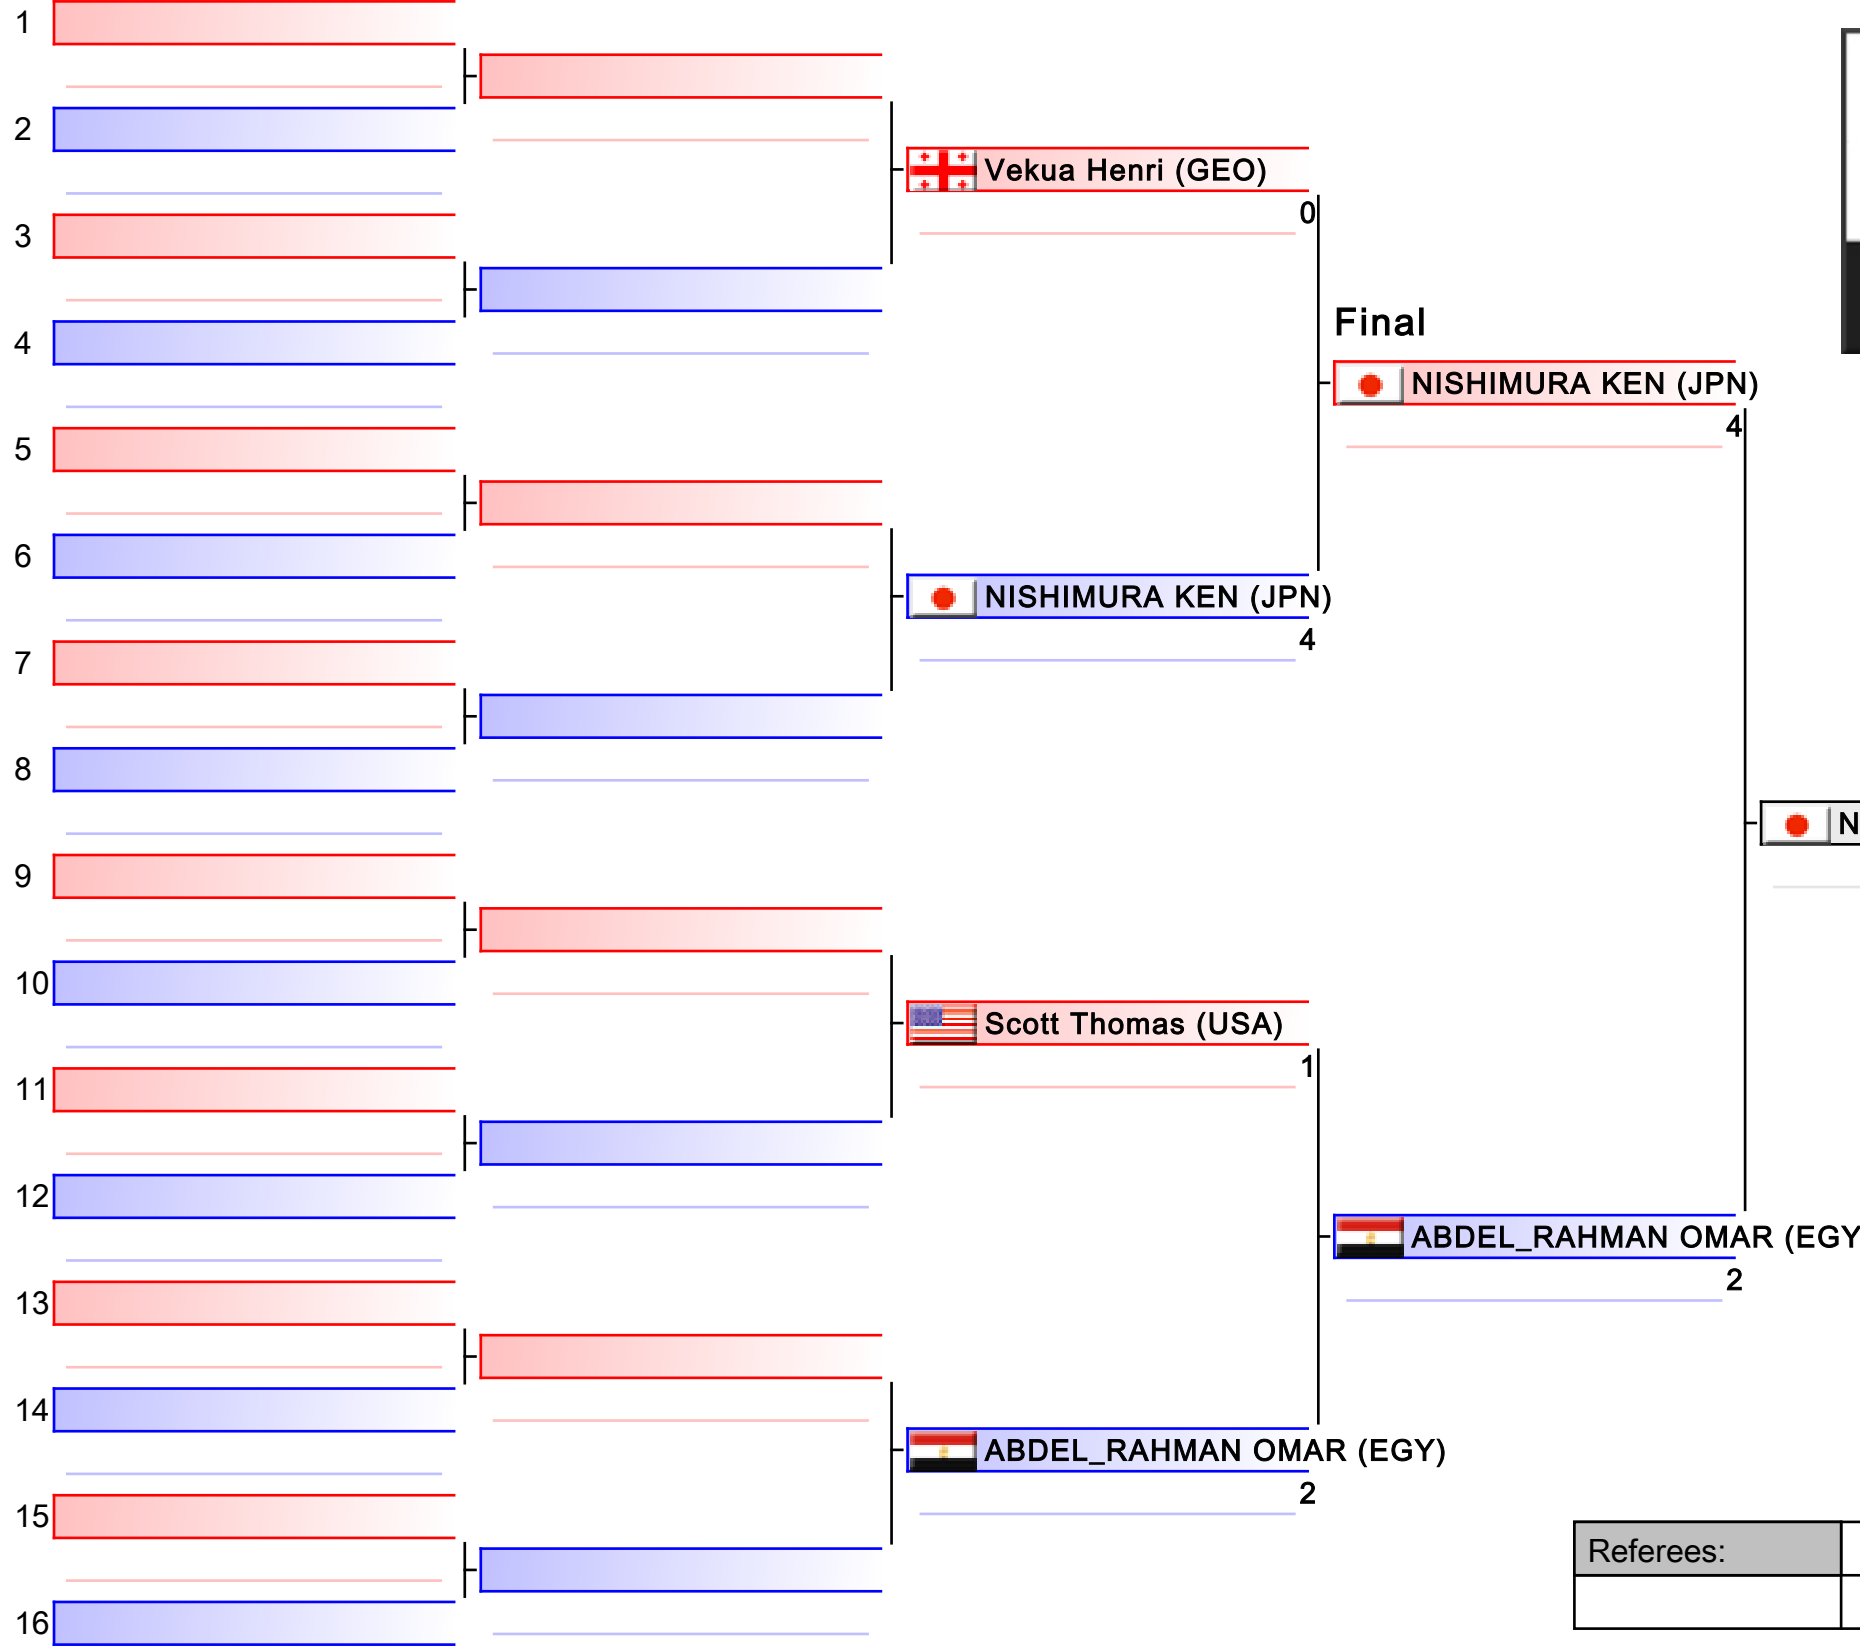 1
2
Vekua Henri (GEO)
0
3
Final
4
NISHIMURA KEN (JPN)
4
5
6
NISHIMURA KEN (JPN)
4
7
8
N
9
10
Scott Thomas (USA)
1
11
12
ABDEL_RAHMAN OMAR (EGY
2
13
14
ABDEL_RAHMAN OMAR (EGY)
2
15
Referees:
16